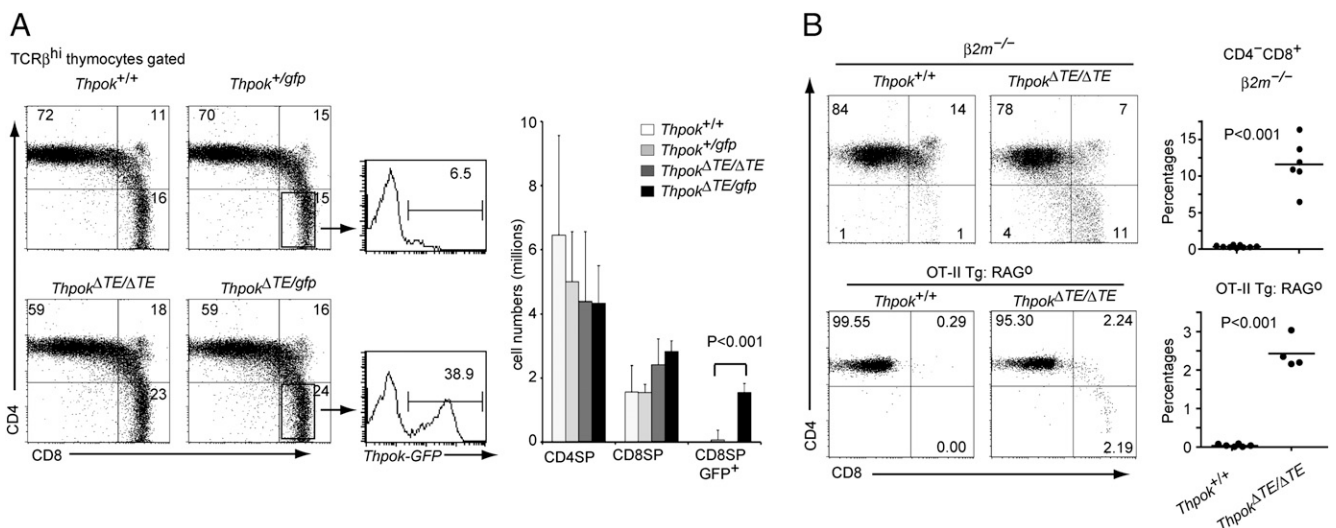 A
TCRβhi thymocytes gated
Thpok+/+
Thpok+/gfp
72
11
16
70
15
15
6.5
ThpokΔTE/ΔTE
ThpokΔTE/gfp
59
18
23
59
16
24
38.9
CD4
CD8
Thpok-GFP
cell numbers (millions)
10
8
6
4
2
0
Thpok+/+
Thpok+/gfp
ThpokΔTE/ΔTE
ThpokΔTE/gfp
P<0.001
CD4SP
CD8SP
CD8SP
GFP+
B
β2m−/−
Thpok+/+
ThpokΔTE/ΔTE
84
14
1
1
78
7
4
11
OT-II Tg: RAGo
Thpok+/+
ThpokΔTE/ΔTE
99.55
0.29
0.00
95.30
2.24
2.19
CD4
CD8
CD4−CD8+
β2m−/−
P<0.001
Percentages
15
10
5
0
OT-II Tg: RAGo
P<0.001
Percentages
3
2
1
0
Thpok+/+
ThpokΔTE/ΔTE